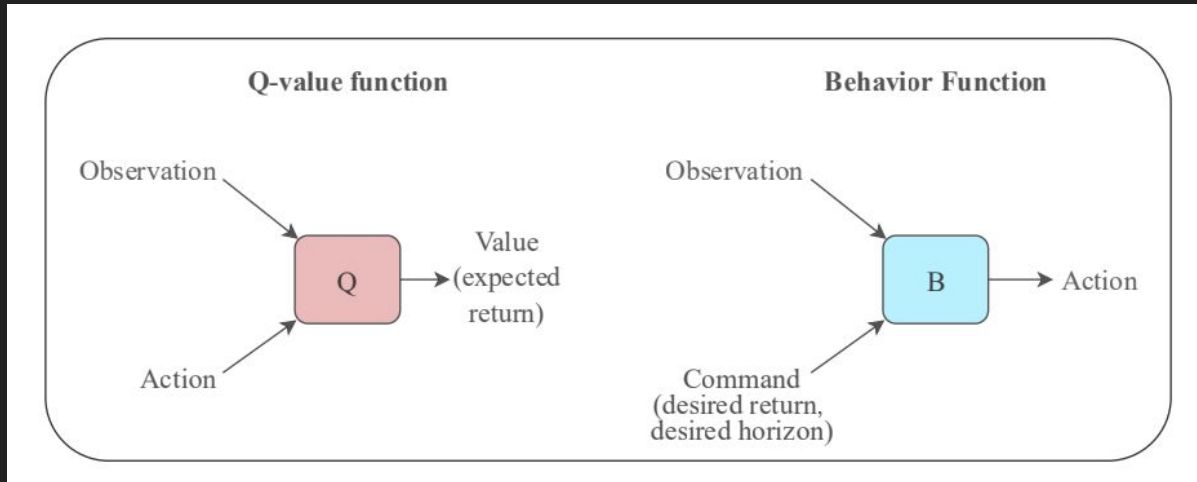 Q-value function
Observation
Q
Value
(expected
return)
Action
Behavior Function
Observation
B
Action
Command
(desired return,
desired horizon)